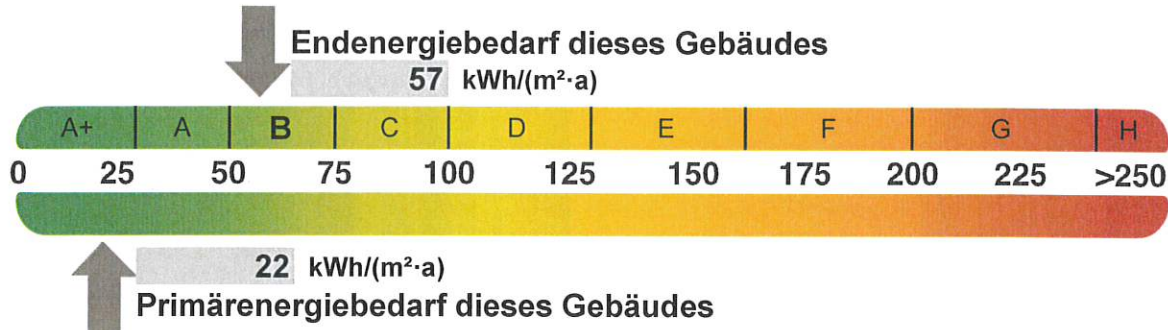 Endenergiebedarf dieses Gebäudes
57 kWh/(m²·a)
A+ A B C D E F G H
0 25 50 75 100 125 150 175 200 225 >250
22 kWh/(m²·a)
Primärenergiebedarf dieses Gebäudes